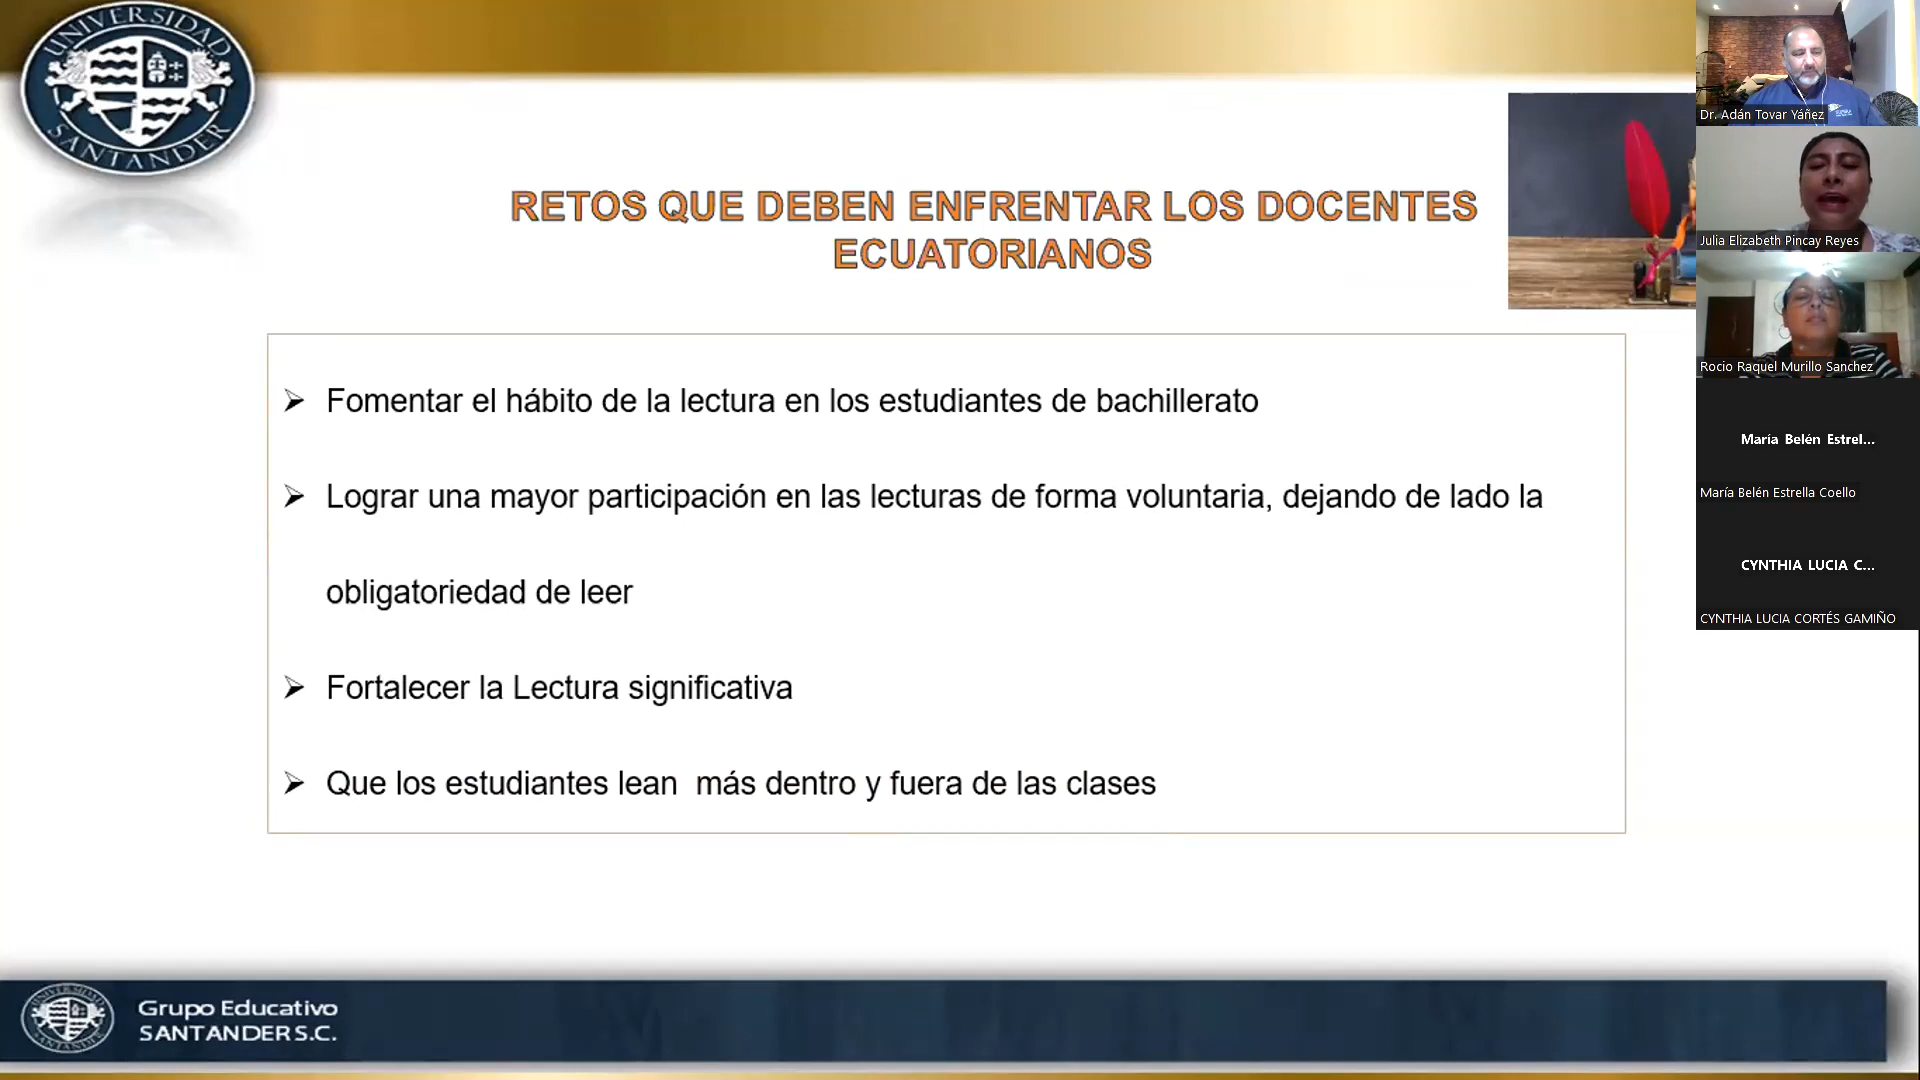 UNIVERSIDAD
SANTANDER
RETOS QUE DEBEN ENFRENTAR LOS DOCENTES
ECUATORIANOS
➢ Fomentar el hábito de la lectura en los estudiantes de bachillerato
➢ Lograr una mayor participación en las lecturas de forma voluntaria, dejando de lado la
obligatoriedad de leer
➢ Fortalecer la Lectura significativa
➢ Que los estudiantes lean  más dentro y fuera de las clases
Dr. Adán Tovar Yáñez
Julia Elizabeth Pincay Reyes
Rocio Raquel Murillo Sanchez
María Belén Estrel...
María Belén Estrella Coello
CYNTHIA LUCIA C...
CYNTHIA LUCIA CORTÉS GAMIÑO
UNIVERSIDAD
SANTANDER
Grupo Educativo
SANTANDER S.C.